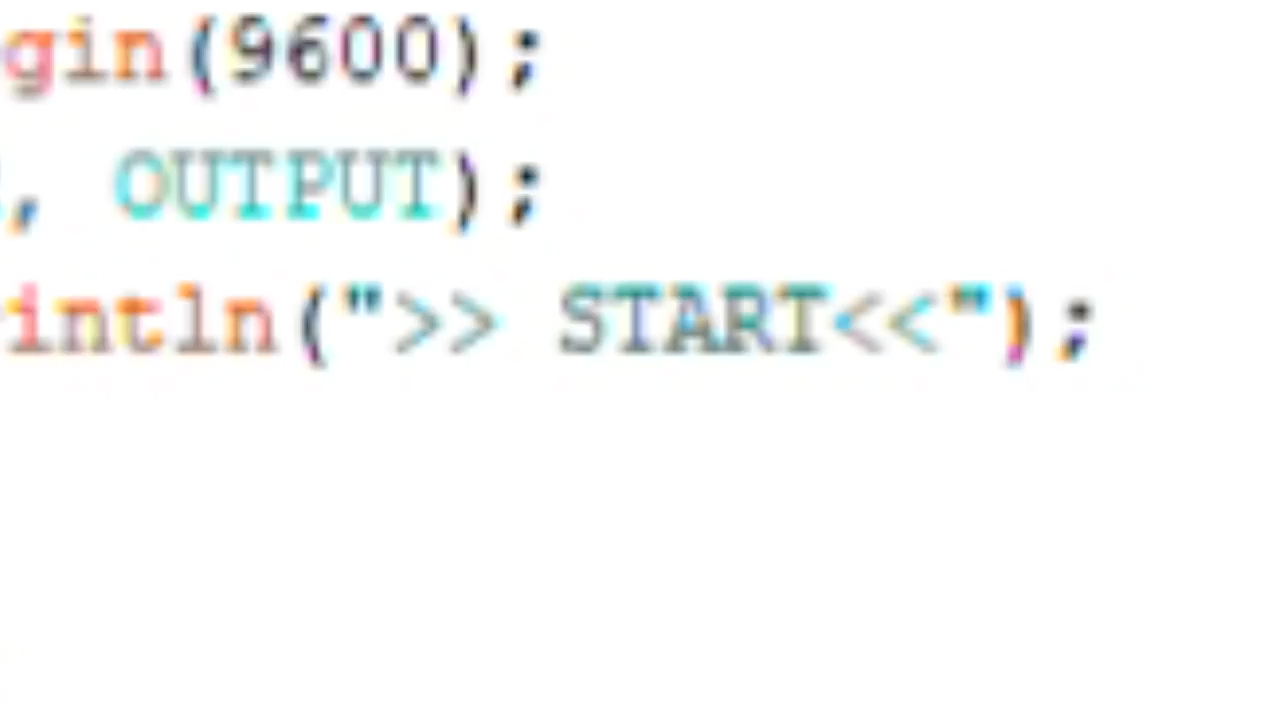 gin(9600);
, OUTPUT);
intln(">> START<<");